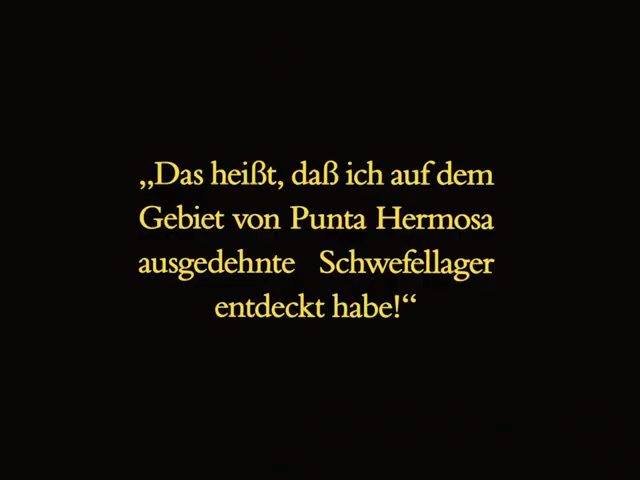 „Das heißt, daß ich auf dem
Gebiet von Punta Hermosa
ausgedehnte Schwefellager
entdeckt habe!“